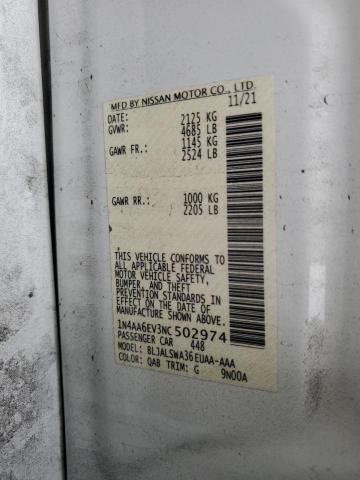 MFD BY NISSAN MOTOR CO., LTD.
DATE: 11/21
GVWR: 2125 KG
4685 LB
GAWR FR.: 1145 KG
2524 LB
GAWR RR: 1000 KG
2205 LB
THIS VEHICLE CONFORMS TO
ALL APPLICABLE FEDERAL
MOTOR VEHICLE SAFETY,
BUMPER, AND THEFT
PREVENTION STANDARDS IN
EFFECT ON THE DATE OF
MANUFACTURE SHOWN ABOVE.
1N4AA6EV3NC502974
PASSENGER CAR 448
MODEL: BLJALSWA36EUAA-AAA
COLOR: QAB TRIM: G 9N00A